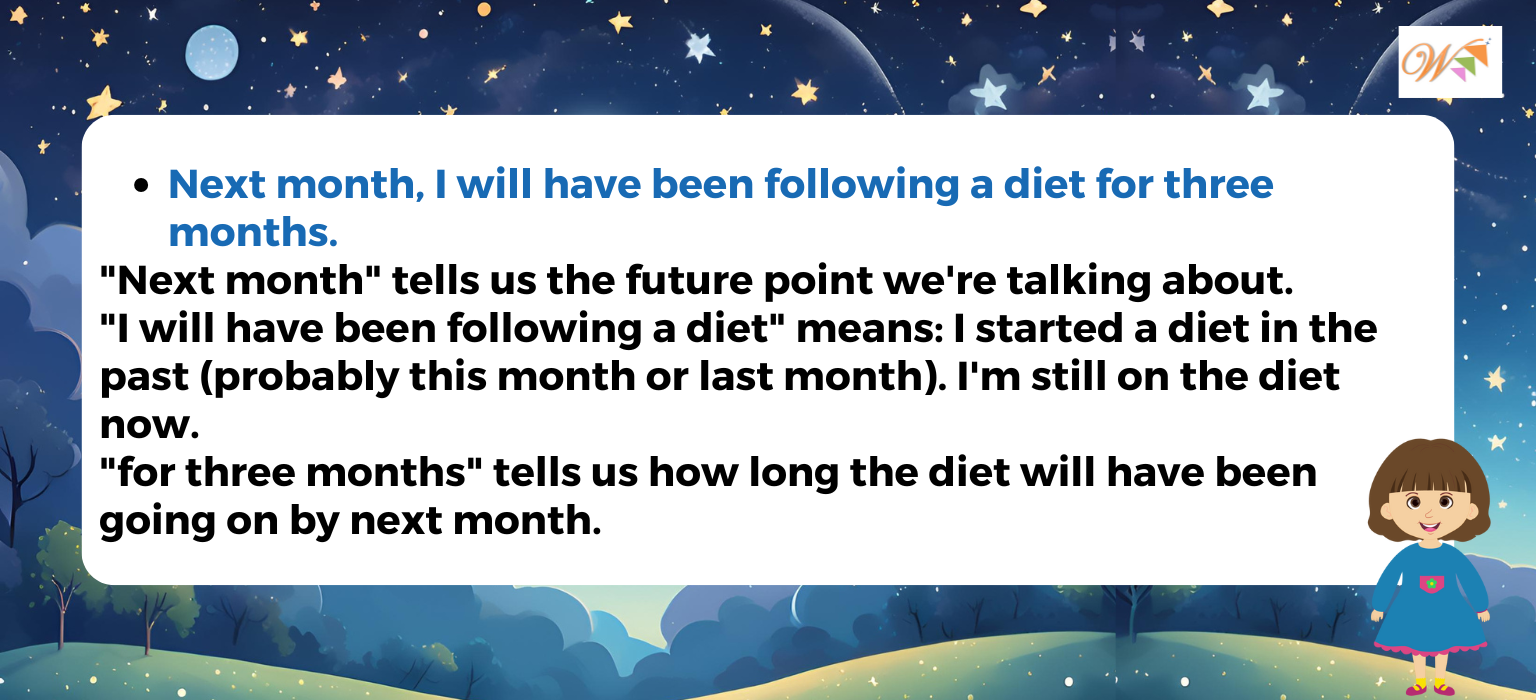 W
• Next month, I will have been following a diet for three
months.
"Next month" tells us the future point we're talking about.
"I will have been following a diet" means: I started a diet in the
past (probably this month or last month). I'm still on the diet
now.
"for three months" tells us how long the diet will have been
going on by next month.